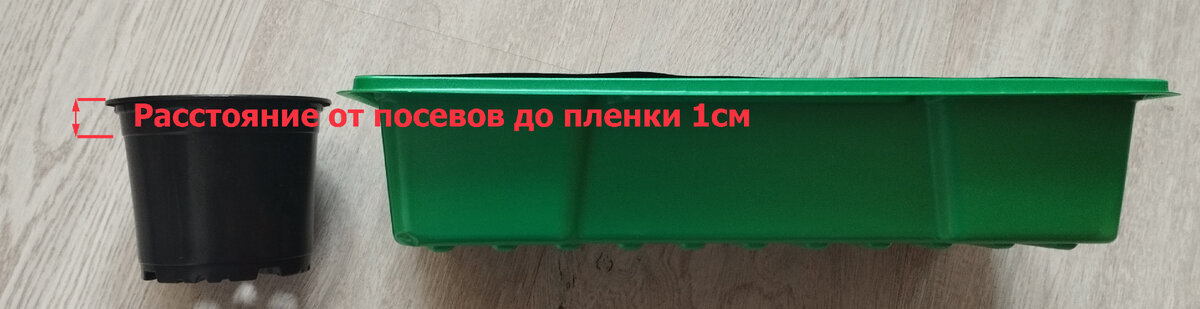 Расстояние от посевов до пленки 1см